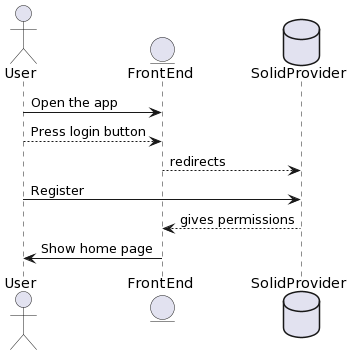 User
FrontEnd
SolidProvider
Open the app
Press login button
redirects
Register
gives permissions
Show home page
User
FrontEnd
SolidProvider